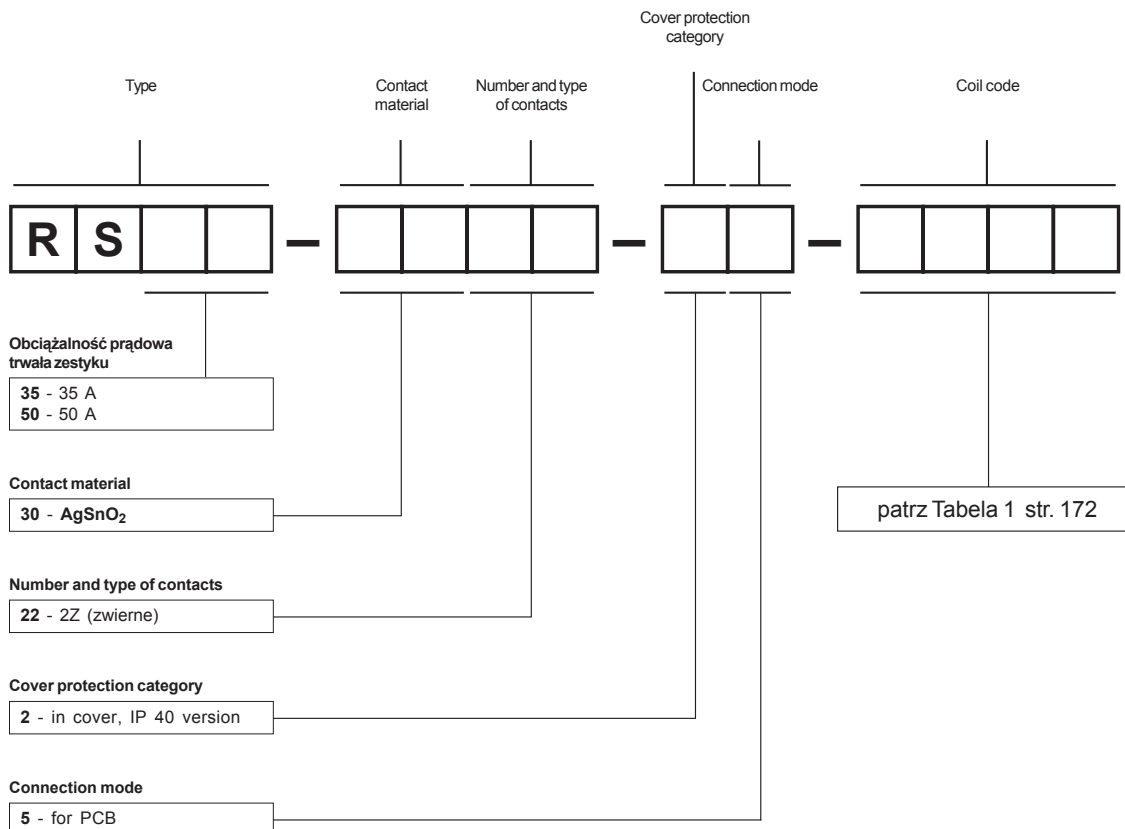 Cover protection
category
Type
Contact
material
Number and type
of contacts
Connection mode
Coil code
R S – – –
Obciążalność prądowa
trwała zestyku
35 - 35 A
50 - 50 A
Contact material
30 - AgSnO₂
patrz Tabela 1 str. 172
Number and type of contacts
22 - 2Z (zwierne)
Cover protection category
2 - in cover, IP 40 version
Connection mode
5 - for PCB